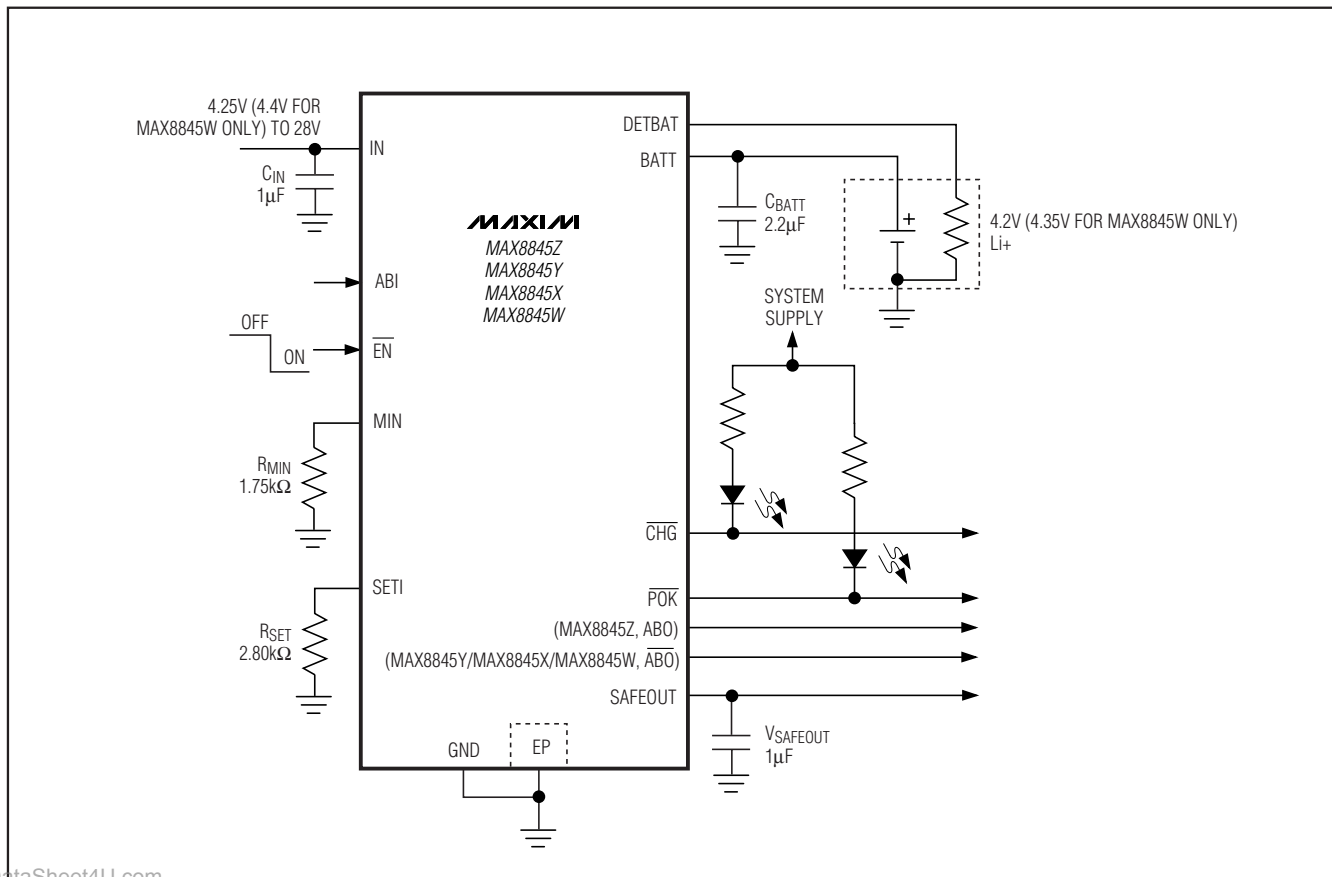 4.25V (4.4V FOR
MAX8845W ONLY) TO 28V
IN
CIN
1µF
ABI
OFF
ON
EN
MIN
RMIN
1.75kΩ
SETI
RSET
2.80kΩ
MAXIM
MAX8845Z
MAX8845Y
MAX8845X
MAX8845W
GND
EP
DETBAT
BATT
CBATT
2.2µF
+
4.2V (4.35V FOR MAX8845W ONLY)
Li+
SYSTEM
SUPPLY
CHG
POK
(MAX8845Z, ABO)
(MAX8845Y/MAX8845X/MAX8845W, ABO)
SAFEOUT
VSAFEOUT
1µF